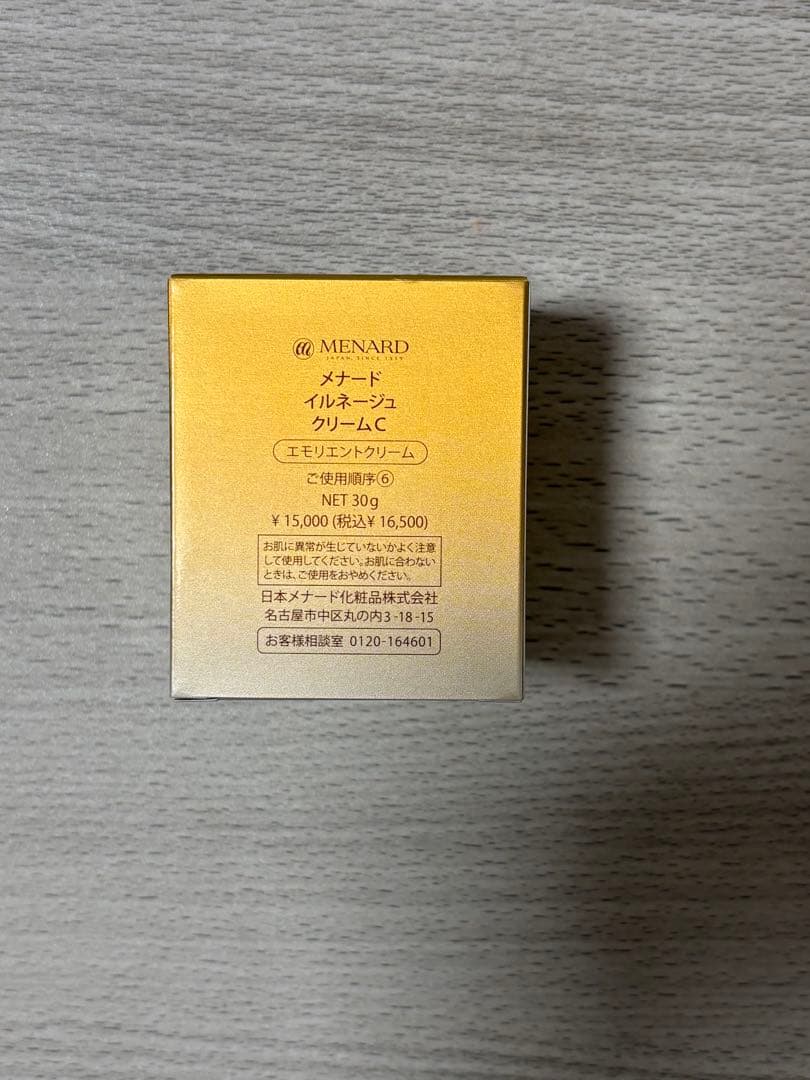 MENARD
JAPAN, SINCE 1959
メナード
イルネージュ
クリームC
エモリエントクリーム
ご使用順序⑥
NET 30g
¥15,000(税込¥16,500)
お肌に異常が生じていないかよく注意
して使用してください。お肌に合わない
ときは、ご使用をおやめください。
日本メナード化粧品株式会社
名古屋市中区丸の内3-18-15
お客様相談室 0120-164601